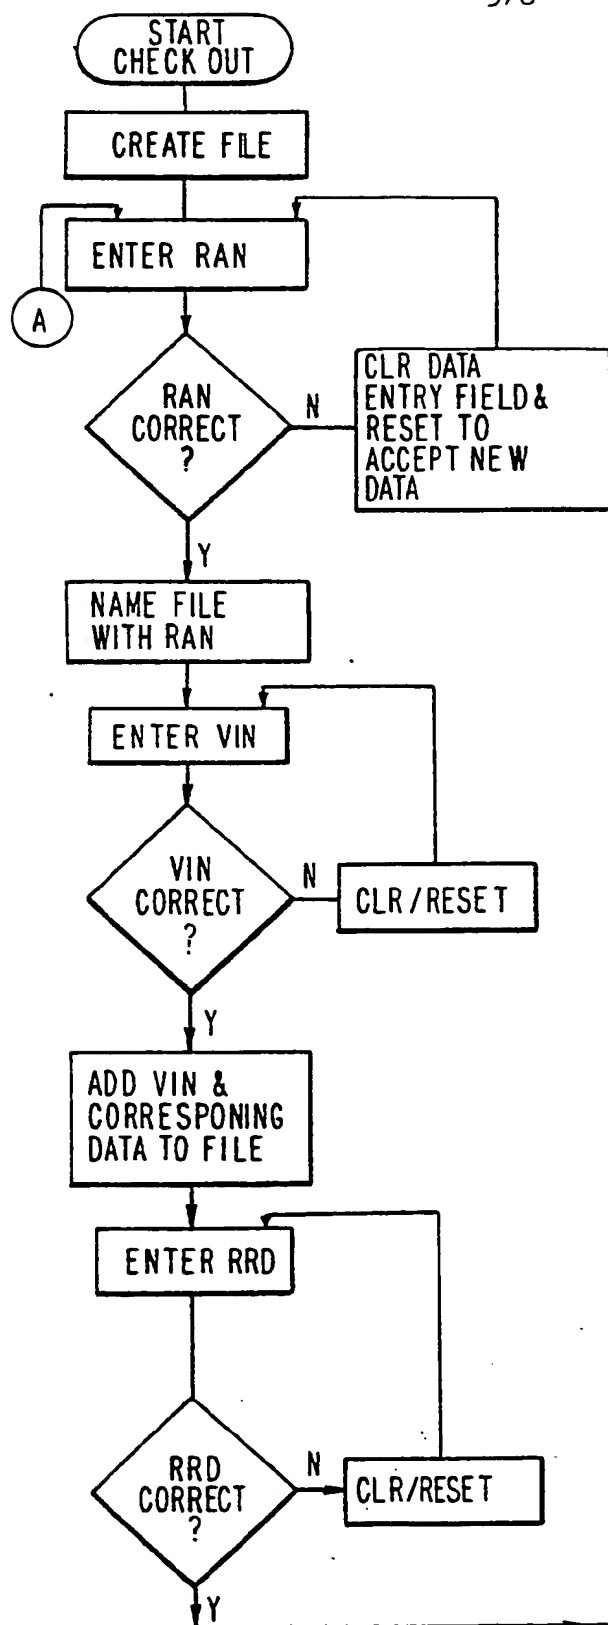 START
CHECK OUT
CREATE FILE
ENTER RAN
A
RAN
CORRECT
?
N
CLR DATA
ENTRY FIELD &
RESET TO
ACCEPT NEW
DATA
Y
NAME FILE
WITH RAN
ENTER VIN
VIN
CORRECT
?
N
CLR/RESET
Y
ADD VIN &
CORRESPONING
DATA TO FILE
ENTER RRD
RRD
CORRECT
?
N
CLR/RESET
Y